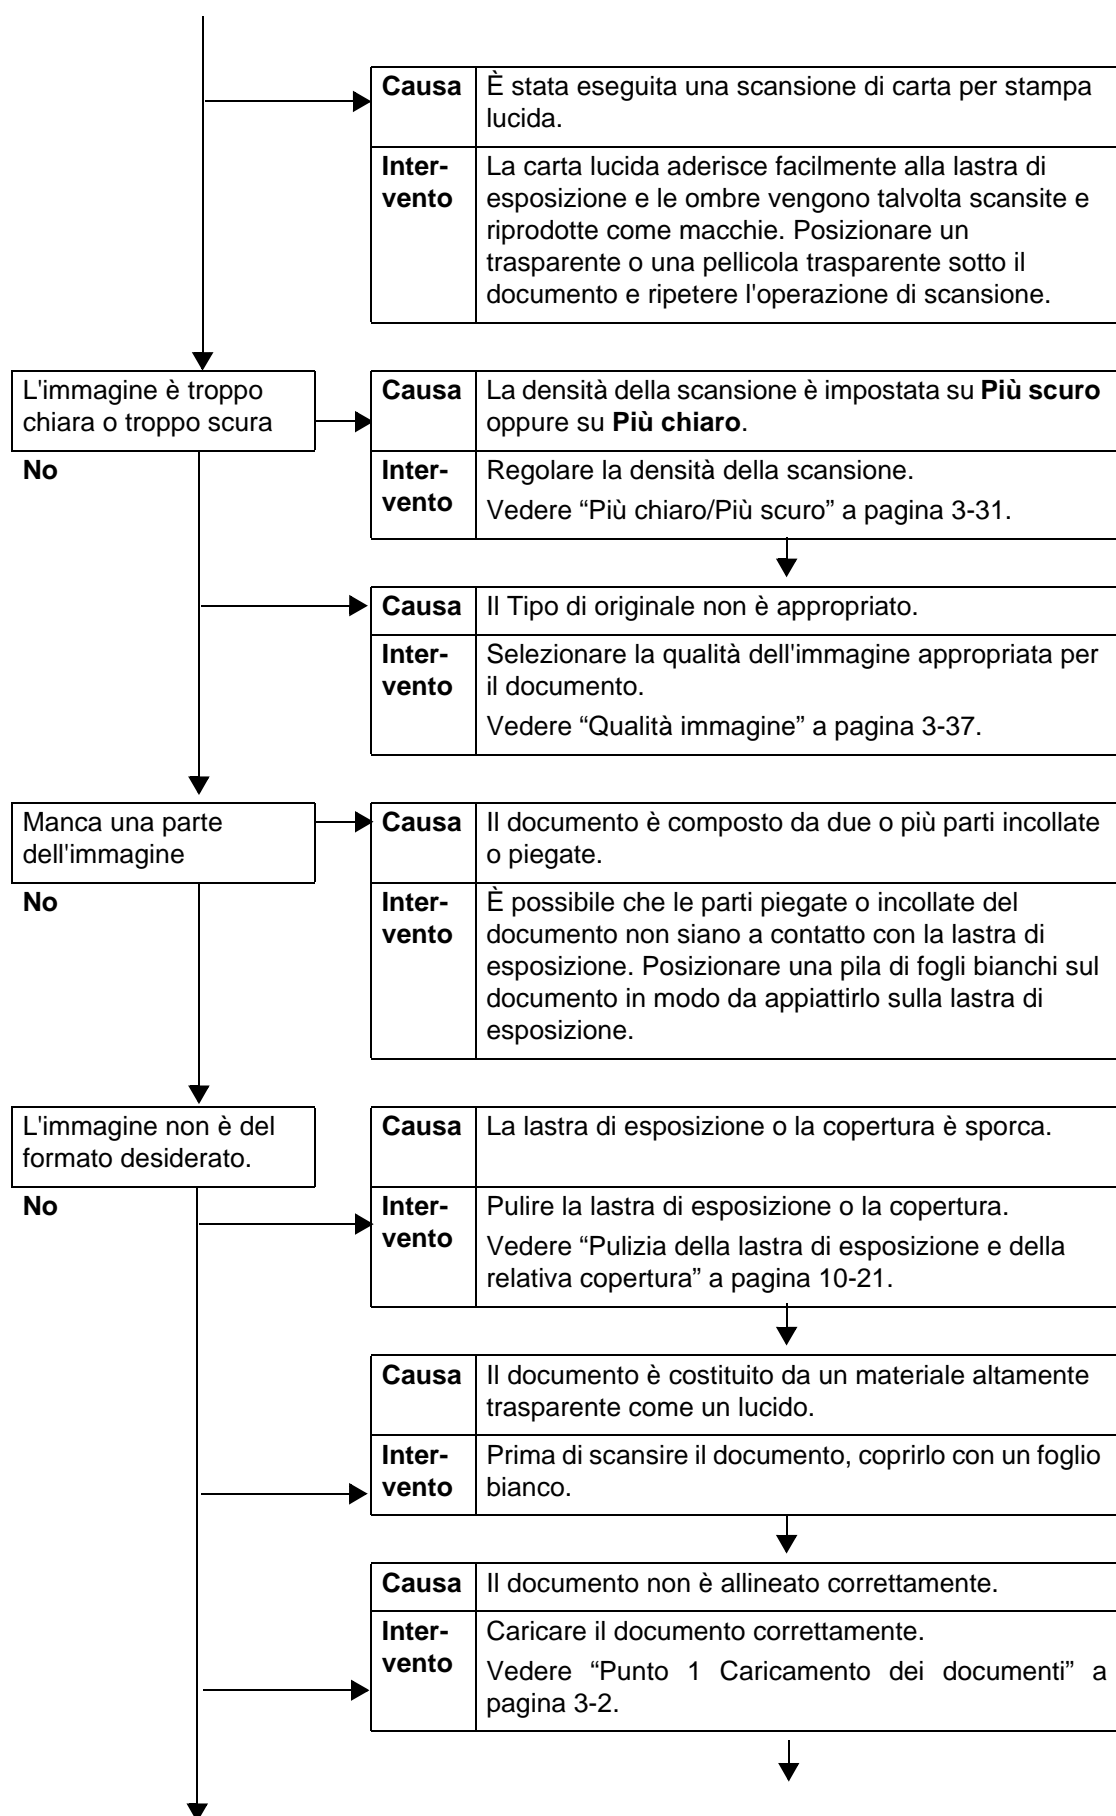 Causa È stata eseguita una scansione di carta per stampa
lucida.
Inter- La carta lucida aderisce facilmente alla lastra di
vento esposizione e le ombre vengono talvolta scansite e
riprodotte come macchie. Posizionare un
trasparente o una pellicola trasparente sotto il
documento e ripetere l'operazione di scansione.
L'immagine è troppo
chiara o troppo scura
No
Causa La densità della scansione è impostata su Più scuro
oppure su Più chiaro.
Inter- Regolare la densità della scansione.
vento Vedere “Più chiaro/Più scuro” a pagina 3-31.
Causa Il Tipo di originale non è appropriato.
Inter- Selezionare la qualità dell'immagine appropriata per
vento il documento.
Vedere “Qualità immagine” a pagina 3-37.
Manca una parte
dell'immagine
No
Causa Il documento è composto da due o più parti incollate
o piegate.
Inter- È possibile che le parti piegate o incollate del
vento documento non siano a contatto con la lastra di
esposizione. Posizionare una pila di fogli bianchi sul
documento in modo da appiattirlo sulla lastra di
esposizione.
L'immagine non è del
formato desiderato.
No
Causa La lastra di esposizione o la copertura è sporca.
Inter- Pulire la lastra di esposizione o la copertura.
vento Vedere “Pulizia della lastra di esposizione e della
relativa copertura” a pagina 10-21.
Causa Il documento è costituito da un materiale altamente
trasparente come un lucido.
Inter- Prima di scansire il documento, coprirlo con un foglio
vento bianco.
Causa Il documento non è allineato correttamente.
Inter- Caricare il documento correttamente.
vento Vedere “Punto 1 Caricamento dei documenti” a
pagina 3-2.